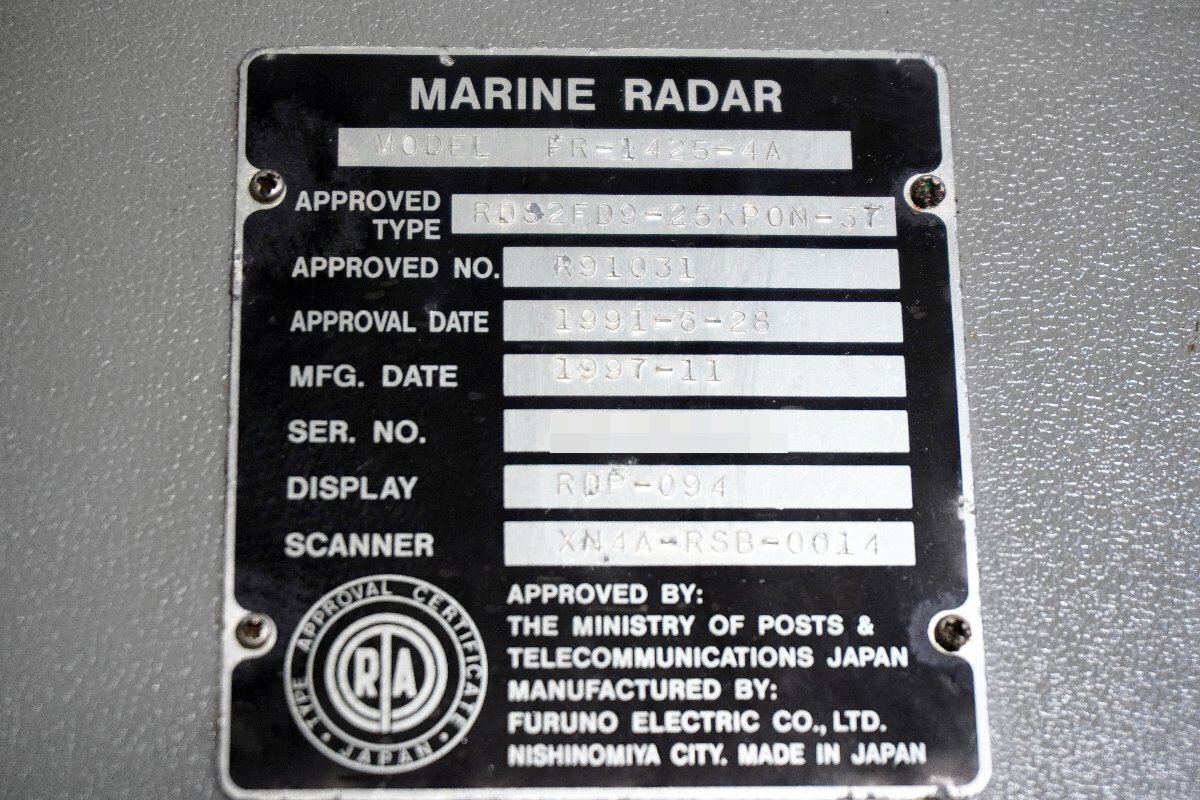 MARINE RADAR
MODEL FR-1425-4A
APPROVED TYPE RDS2FD9-25KP0N-37
APPROVED NO. R91031
APPROVAL DATE 1991-6-28
MFG. DATE 1997-11
SER. NO.
DISPLAY RDP-094
SCANNER XN4A-RSB-0014
TYPE APPROVAL CERTIFICATE
RTA
JAPAN
APPROVED BY:
THE MINISTRY OF POSTS &
TELECOMMUNICATIONS JAPAN
MANUFACTURED BY:
FURUNO ELECTRIC CO., LTD.
NISHINOMIYA CITY. MADE IN JAPAN